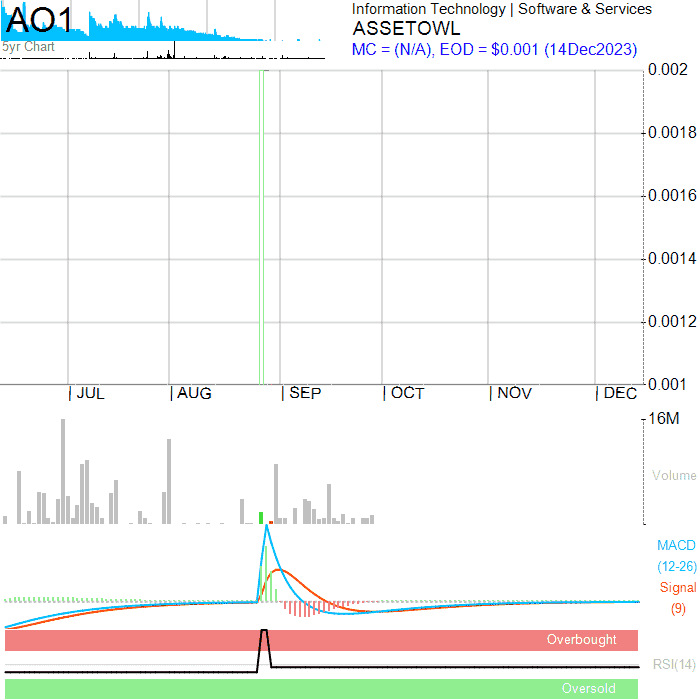 AO1
5yr Chart
Information Technology | Software & Services
ASSETOWL
MC = (N/A), EOD = $0.001 (14Dec2023)
0.002
0.0018
0.0016
0.0014
0.0012
0.001
| JUL | AUG | SEP | OCT | NOV | DEC
16M
Volume
MACD
(12-26)
Signal
(9)
Overbought
RSI(14)
Oversold